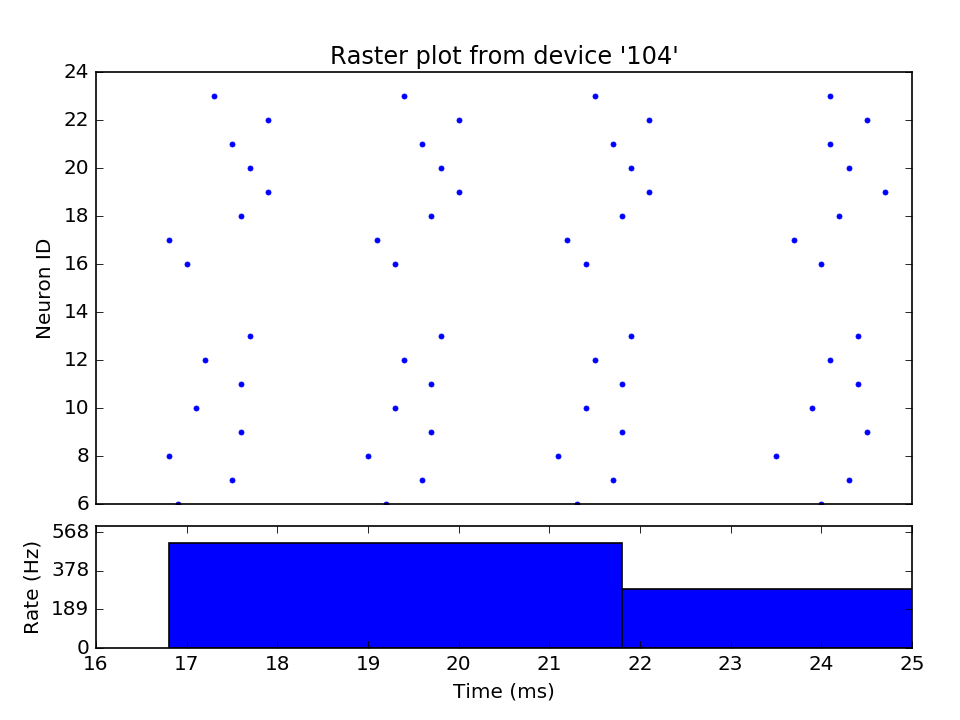 Raster plot from device '104'
24
22
20
18
16
14
12
10
8
6
Neuron ID
568
378
189
0
Rate (Hz)
16 17 18 19 20 21 22 23 24 25
Time (ms)